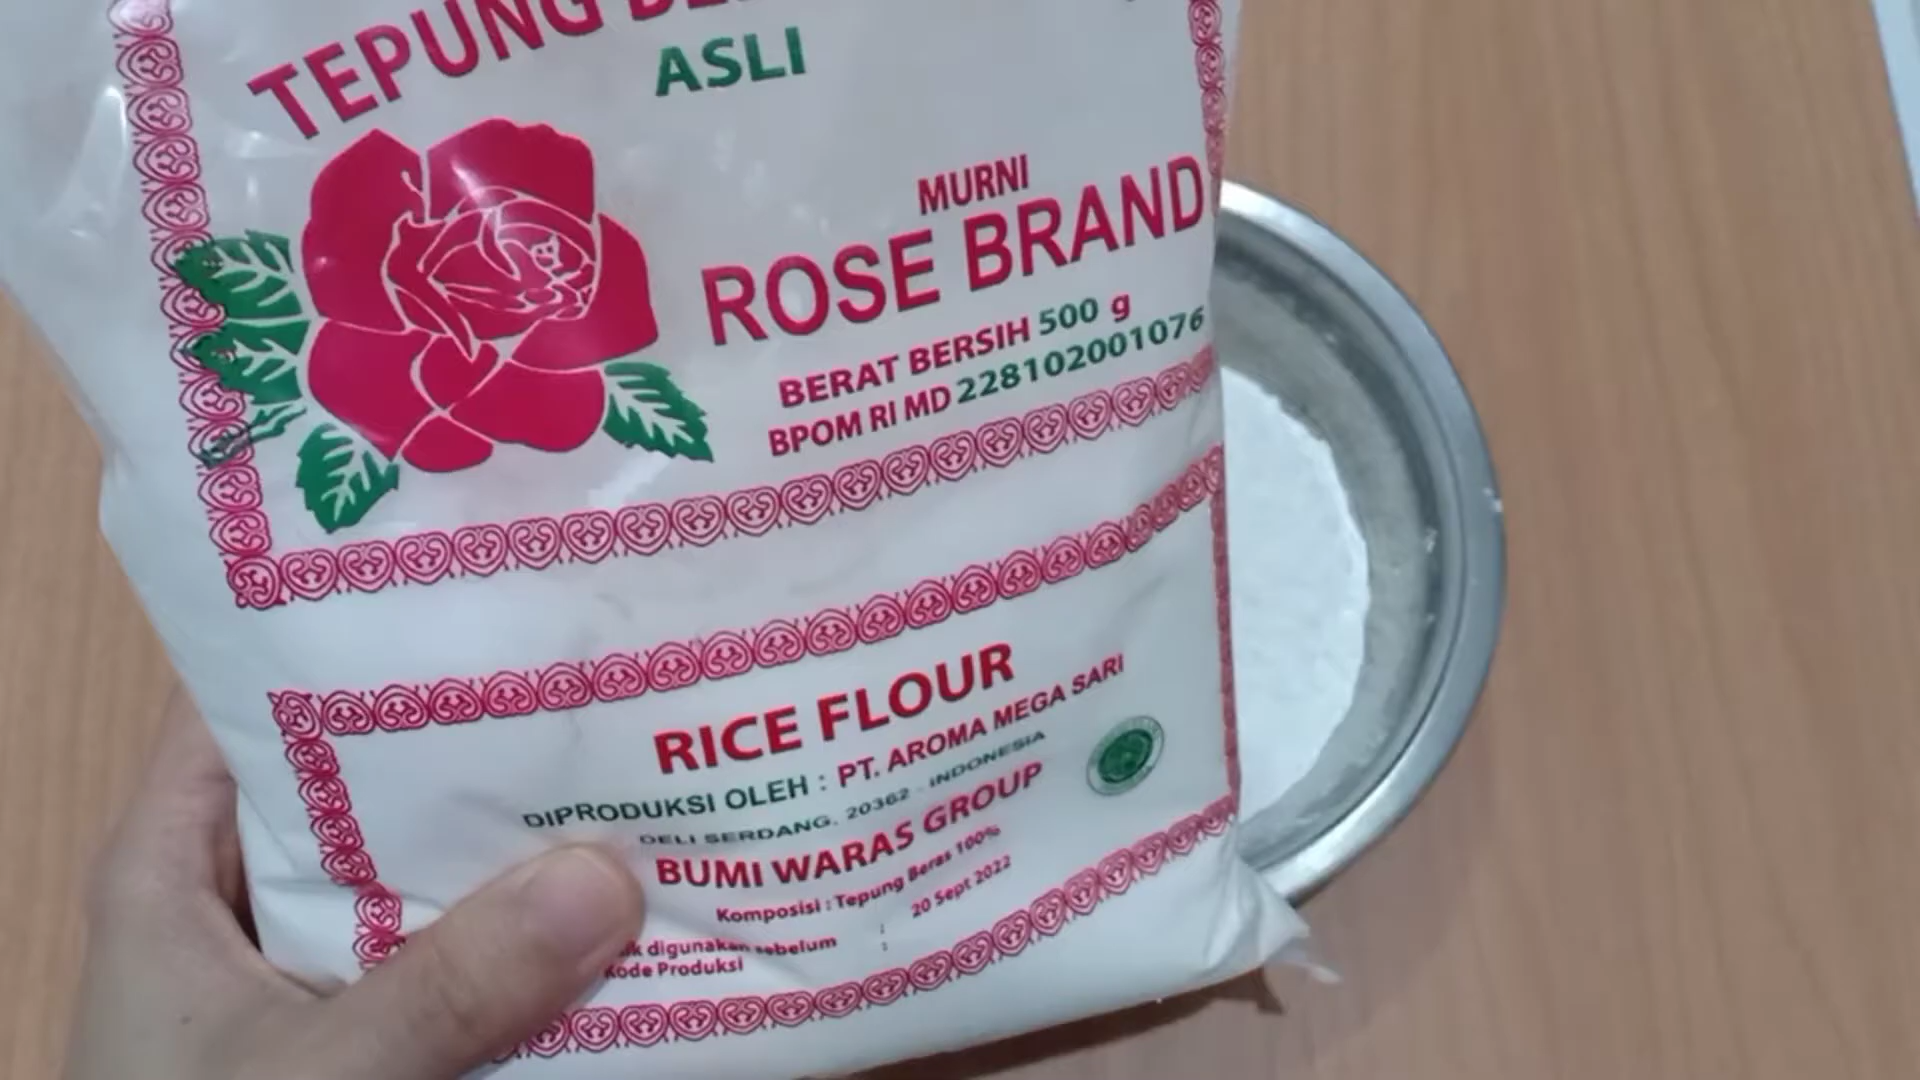 TEPUNG
ASLI
MURNI
ROSE BRAND
BERAT BERSIH 500 g
BPOM RI MD 228102001076
RICE FLOUR
DIPRODUKSI OLEH : PT. AROMA MEGA SARI
DELI SERDANG, 20362 - INDONESIA
BUMI WARAS GROUP
Komposisi : Tepung Beras 100%
20 Sept 2022
digunakan sebelum :
Kode Produksi :